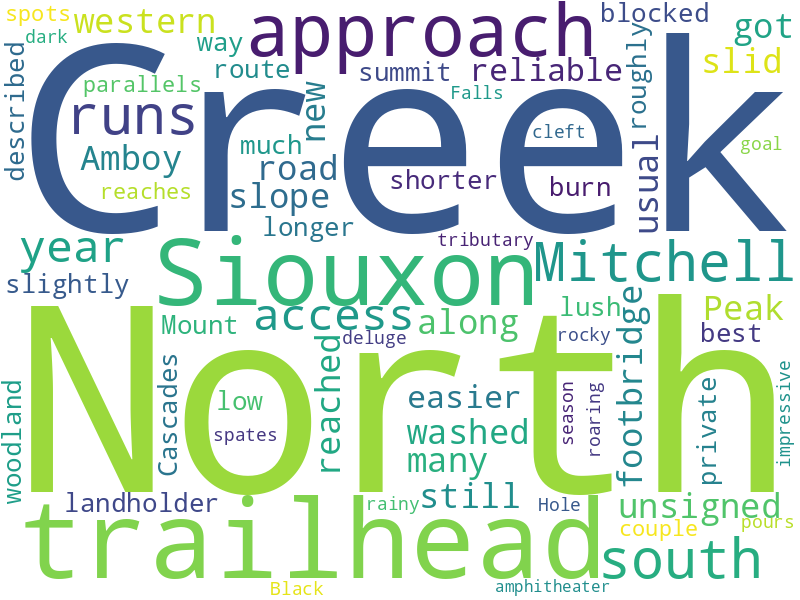 spots
western
approach
blocked
got
dark
way
route
summit
reliable
roughly
slid
described
parallels
Falls
Creek
runs
new
much
cleft
goal
Amboy
road
shorter
burn
usual
reaches
slope
longer
tributary
year
Siouxon
Mitchell
slightly
Mount
access
along
lush
footbridge
Peak
deluge
rocky
best
North
woodland
Cascades
low
reached
easier
season
roaring
private
impressive
spates
washed
many
landholder
rainy
still
Hole
unsigned
trailhead
couple
pours
south
Black
amphitheater